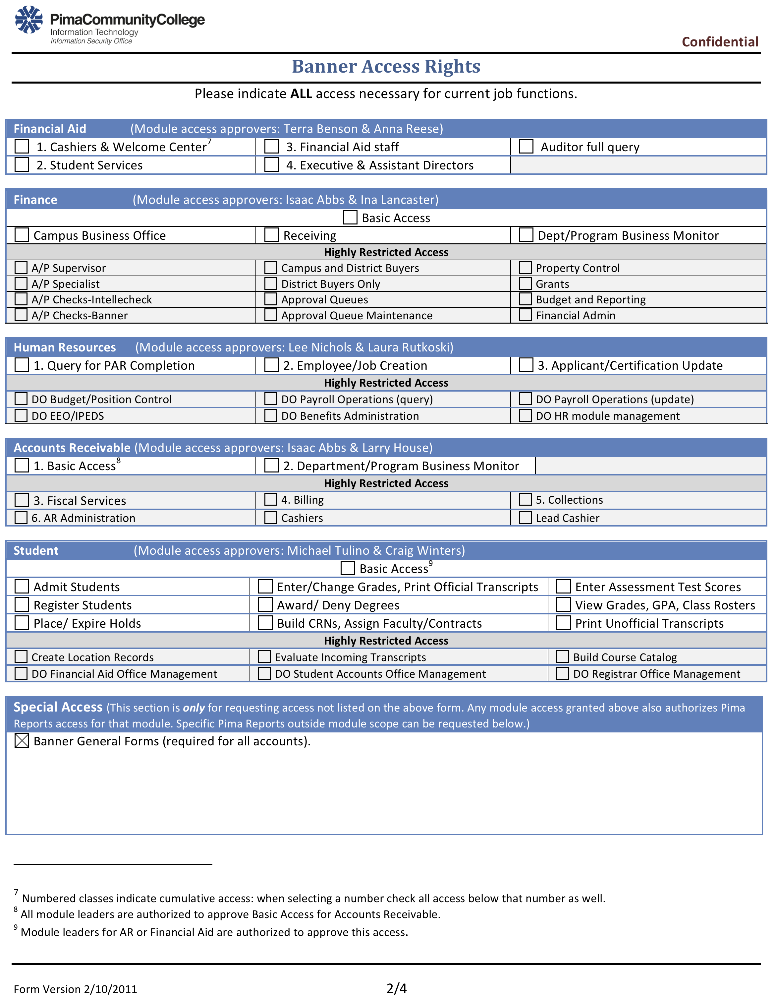 PimaCommunityCollege
Information Technology
Information Security Office
Confidential
Banner Access Rights
Please indicate ALL access necessary for current job functions.
Financial Aid (Module access approvers: Terra Benson & Anna Reese)
1. Cashiers & Welcome Center7 3. Financial Aid staff Auditor full query
2. Student Services 4. Executive & Assistant Directors
Finance (Module access approvers: Isaac Abbs & Ina Lancaster)
Basic Access
Campus Business Office Receiving Dept/Program Business Monitor
Highly Restricted Access
A/P Supervisor Campus and District Buyers Property Control
A/P Specialist District Buyers Only Grants
A/P Checks-Intellecheck Approval Queues Budget and Reporting
A/P Checks-Banner Approval Queue Maintenance Financial Admin
Human Resources (Module access approvers: Lee Nichols & Laura Rutkoski)
1. Query for PAR Completion 2. Employee/Job Creation 3. Applicant/Certification Update
Highly Restricted Access
DO Budget/Position Control DO Payroll Operations (query) DO Payroll Operations (update)
DO EEO/IPEDS DO Benefits Administration DO HR module management
Accounts Receivable (Module access approvers: Isaac Abbs & Larry House)
1. Basic Access8 2. Department/Program Business Monitor
Highly Restricted Access
3. Fiscal Services 4. Billing 5. Collections
6. AR Administration Cashiers Lead Cashier
Student (Module access approvers: Michael Tulino & Craig Winters)
Basic Access9
Admit Students Enter/Change Grades, Print Official Transcripts Enter Assessment Test Scores
Register Students Award/ Deny Degrees View Grades, GPA, Class Rosters
Place/ Expire Holds Build CRNs, Assign Faculty/Contracts Print Unofficial Transcripts
Highly Restricted Access
Create Location Records Evaluate Incoming Transcripts Build Course Catalog
DO Financial Aid Office Management DO Student Accounts Office Management DO Registrar Office Management
Special Access (This section is only for requesting access not listed on the above form. Any module access granted above also authorizes Pima
Reports access for that module. Specific Pima Reports outside module scope can be requested below.)
Banner General Forms (required for all accounts).
7 Numbered classes indicate cumulative access: when selecting a number check all access below that number as well.
8 All module leaders are authorized to approve Basic Access for Accounts Receivable.
9 Module leaders for AR or Financial Aid are authorized to approve this access.
Form Version 2/10/2011 2/4